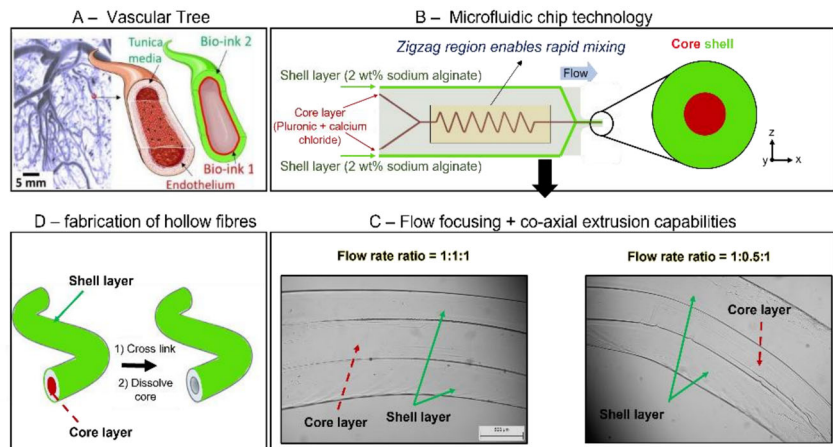 A – Vascular Tree
Tunica
media
Bio-ink 2
5 mm
Bio-ink 1
Endothelium
B – Microfluidic chip technology
Zigzag region enables rapid mixing
Core shell
Shell layer (2 wt% sodium alginate)
Flow
Core layer
(Pluronic + calcium
chloride)
Shell layer (2 wt% sodium alginate)
z
y
x
D – fabrication of hollow fibres
Shell layer
1) Cross link
2) Dissolve
core
Core layer
C – Flow focusing + co-axial extrusion capabilities
Flow rate ratio = 1:1:1
Core layer
Shell layer
Flow rate ratio = 1:0.5:1
Core layer
Shell layer